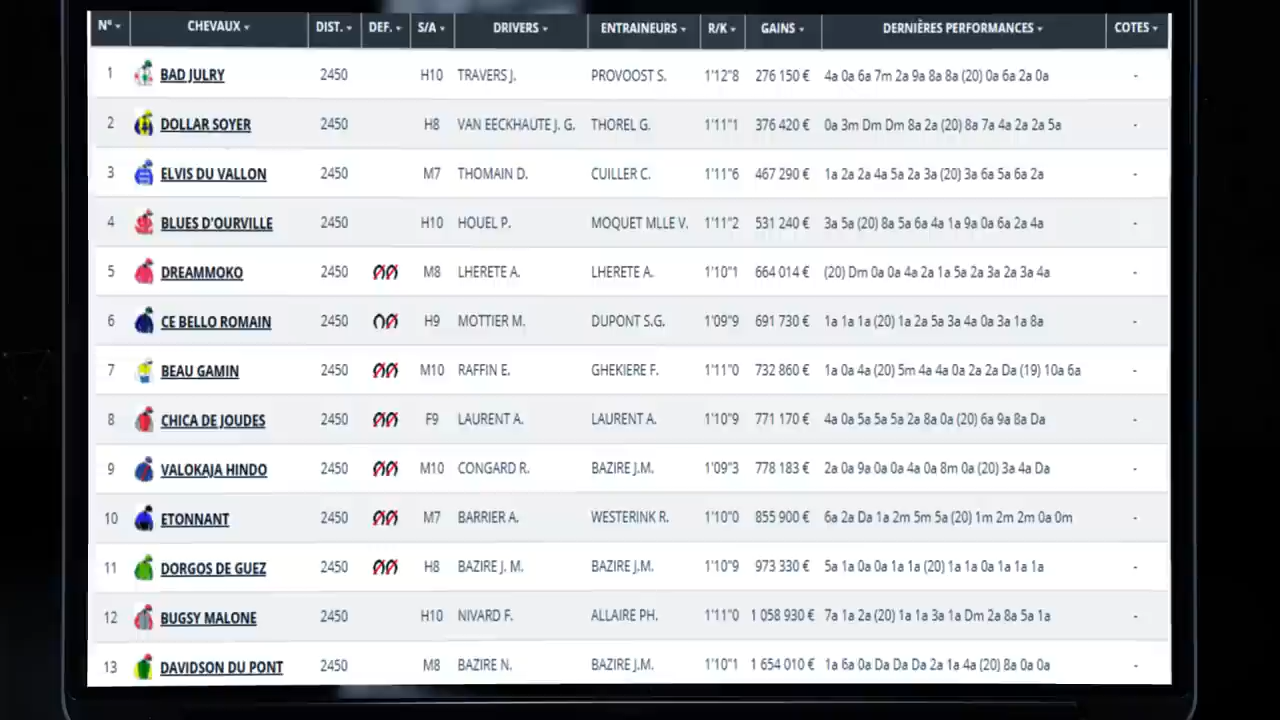 N° CHEVAUX DIST. DEF. S/A DRIVERS ENTRAINEURS R/K GAINS DERNIÈRES PERFORMANCES COTES
1 BAD JULRY 2450 H10 TRAVERS J. PROVOOST S. 1'12"8 276 150 € 4a 0a 6a 7m 2a 9a 8a 8a (20) 0a 6a 2a 0a -
2 DOLLAR SOYER 2450 H8 VAN EECKHAUTE J. G. THOREL G. 1'11"1 376 420 € 0a 3m Dm Dm 8a 2a (20) 8a 7a 4a 2a 2a 5a -
3 ELVIS DU VALLON 2450 M7 THOMAIN D. CUILLER C. 1'11"6 467 290 € 1a 2a 2a 4a 5a 2a 3a (20) 3a 6a 5a 6a 2a -
4 BLUES D'OURVILLE 2450 H10 HOUEL P. MOQUET MLLE V. 1'11"2 531 240 € 3a 5a (20) 8a 5a 6a 4a 1a 9a 0a 6a 2a 4a -
5 DREAMMOKO 2450 M8 LHERETE A. LHERETE A. 1'10"1 664 014 € (20) Dm 0a 0a 4a 2a 1a 5a 2a 3a 2a 3a 4a -
6 CE BELLO ROMAIN 2450 H9 MOTTIER M. DUPONT S.G. 1'09"9 691 730 € 1a 1a 1a (20) 1a 2a 5a 3a 4a 0a 3a 1a 8a -
7 BEAU GAMIN 2450 M10 RAFFIN E. GHEKIERE F. 1'11"0 732 860 € 1a 0a 4a (20) 5m 4a 4a 0a 2a 2a Da (19) 10a 6a -
8 CHICA DE JOUDES 2450 F9 LAURENT A. LAURENT A. 1'10"9 771 170 € 4a 0a 5a 5a 5a 2a 8a 0a (20) 6a 9a 8a Da -
9 VALOKAJA HINDO 2450 M10 CONGARD R. BAZIRE J.M. 1'09"3 778 183 € 2a 0a 9a 0a 0a 4a 0a 8m 0a (20) 3a 4a Da -
10 ETONNANT 2450 M7 BARRIER A. WESTERINK R. 1'10"0 855 900 € 6a 2a Da 1a 2m 5m 5a (20) 1m 2m 2m 0a 0m -
11 DORGOS DE GUEZ 2450 H8 BAZIRE J. M. BAZIRE J.M. 1'10"9 973 330 € 5a 1a 0a 0a 1a 1a (20) 1a 1a 0a 1a 1a 1a -
12 BUGSY MALONE 2450 H10 NIVARD F. ALLAIRE PH. 1'11"0 1 058 930 € 7a 1a 2a (20) 1a 1a 3a 1a Dm 2a 8a 5a 1a -
13 DAVIDSON DU PONT 2450 M8 BAZIRE N. BAZIRE J.M. 1'10"1 1 654 010 € 1a 6a 0a Da Da Da 2a 1a 4a (20) 8a 0a 0a -